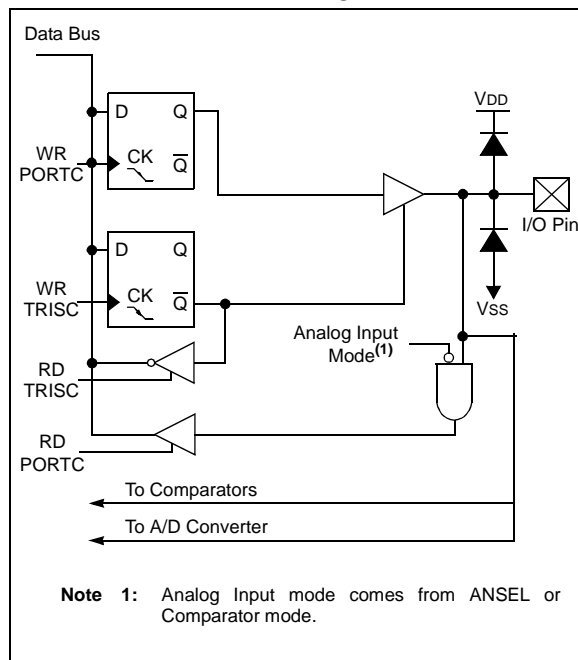 Data Bus
D Q
WR
PORTC
CK Q
VDD
I/O Pin
D Q
WR
TRISC
CK Q
VSS
Analog Input
Mode(1)
RD
TRISC
RD
PORTC
To Comparators
To A/D Converter
Note 1: Analog Input mode comes from ANSEL or
Comparator mode.